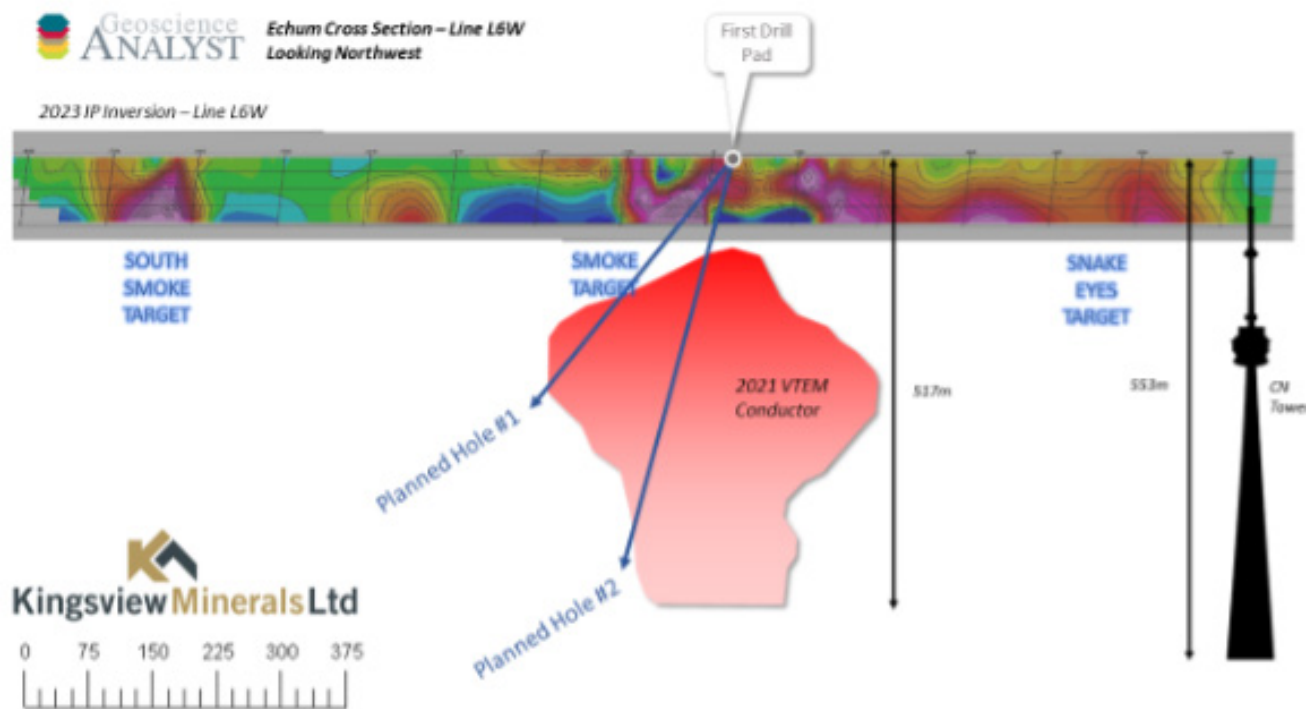 Geoscience
ANALYST
Echum Cross Section – Line L6W
Looking Northwest
First Drill
Pad
2023 IP Inversion – Line L6W
SOUTH
SMOKE
TARGET
SMOKE
TARGET
SNAKE
EYES
TARGET
2021 VTEM
Conductor
517m
553m
CN
Tower
Planned Hole #1
Planned Hole #2
Kingsview Minerals Ltd
0 75 150 225 300 375